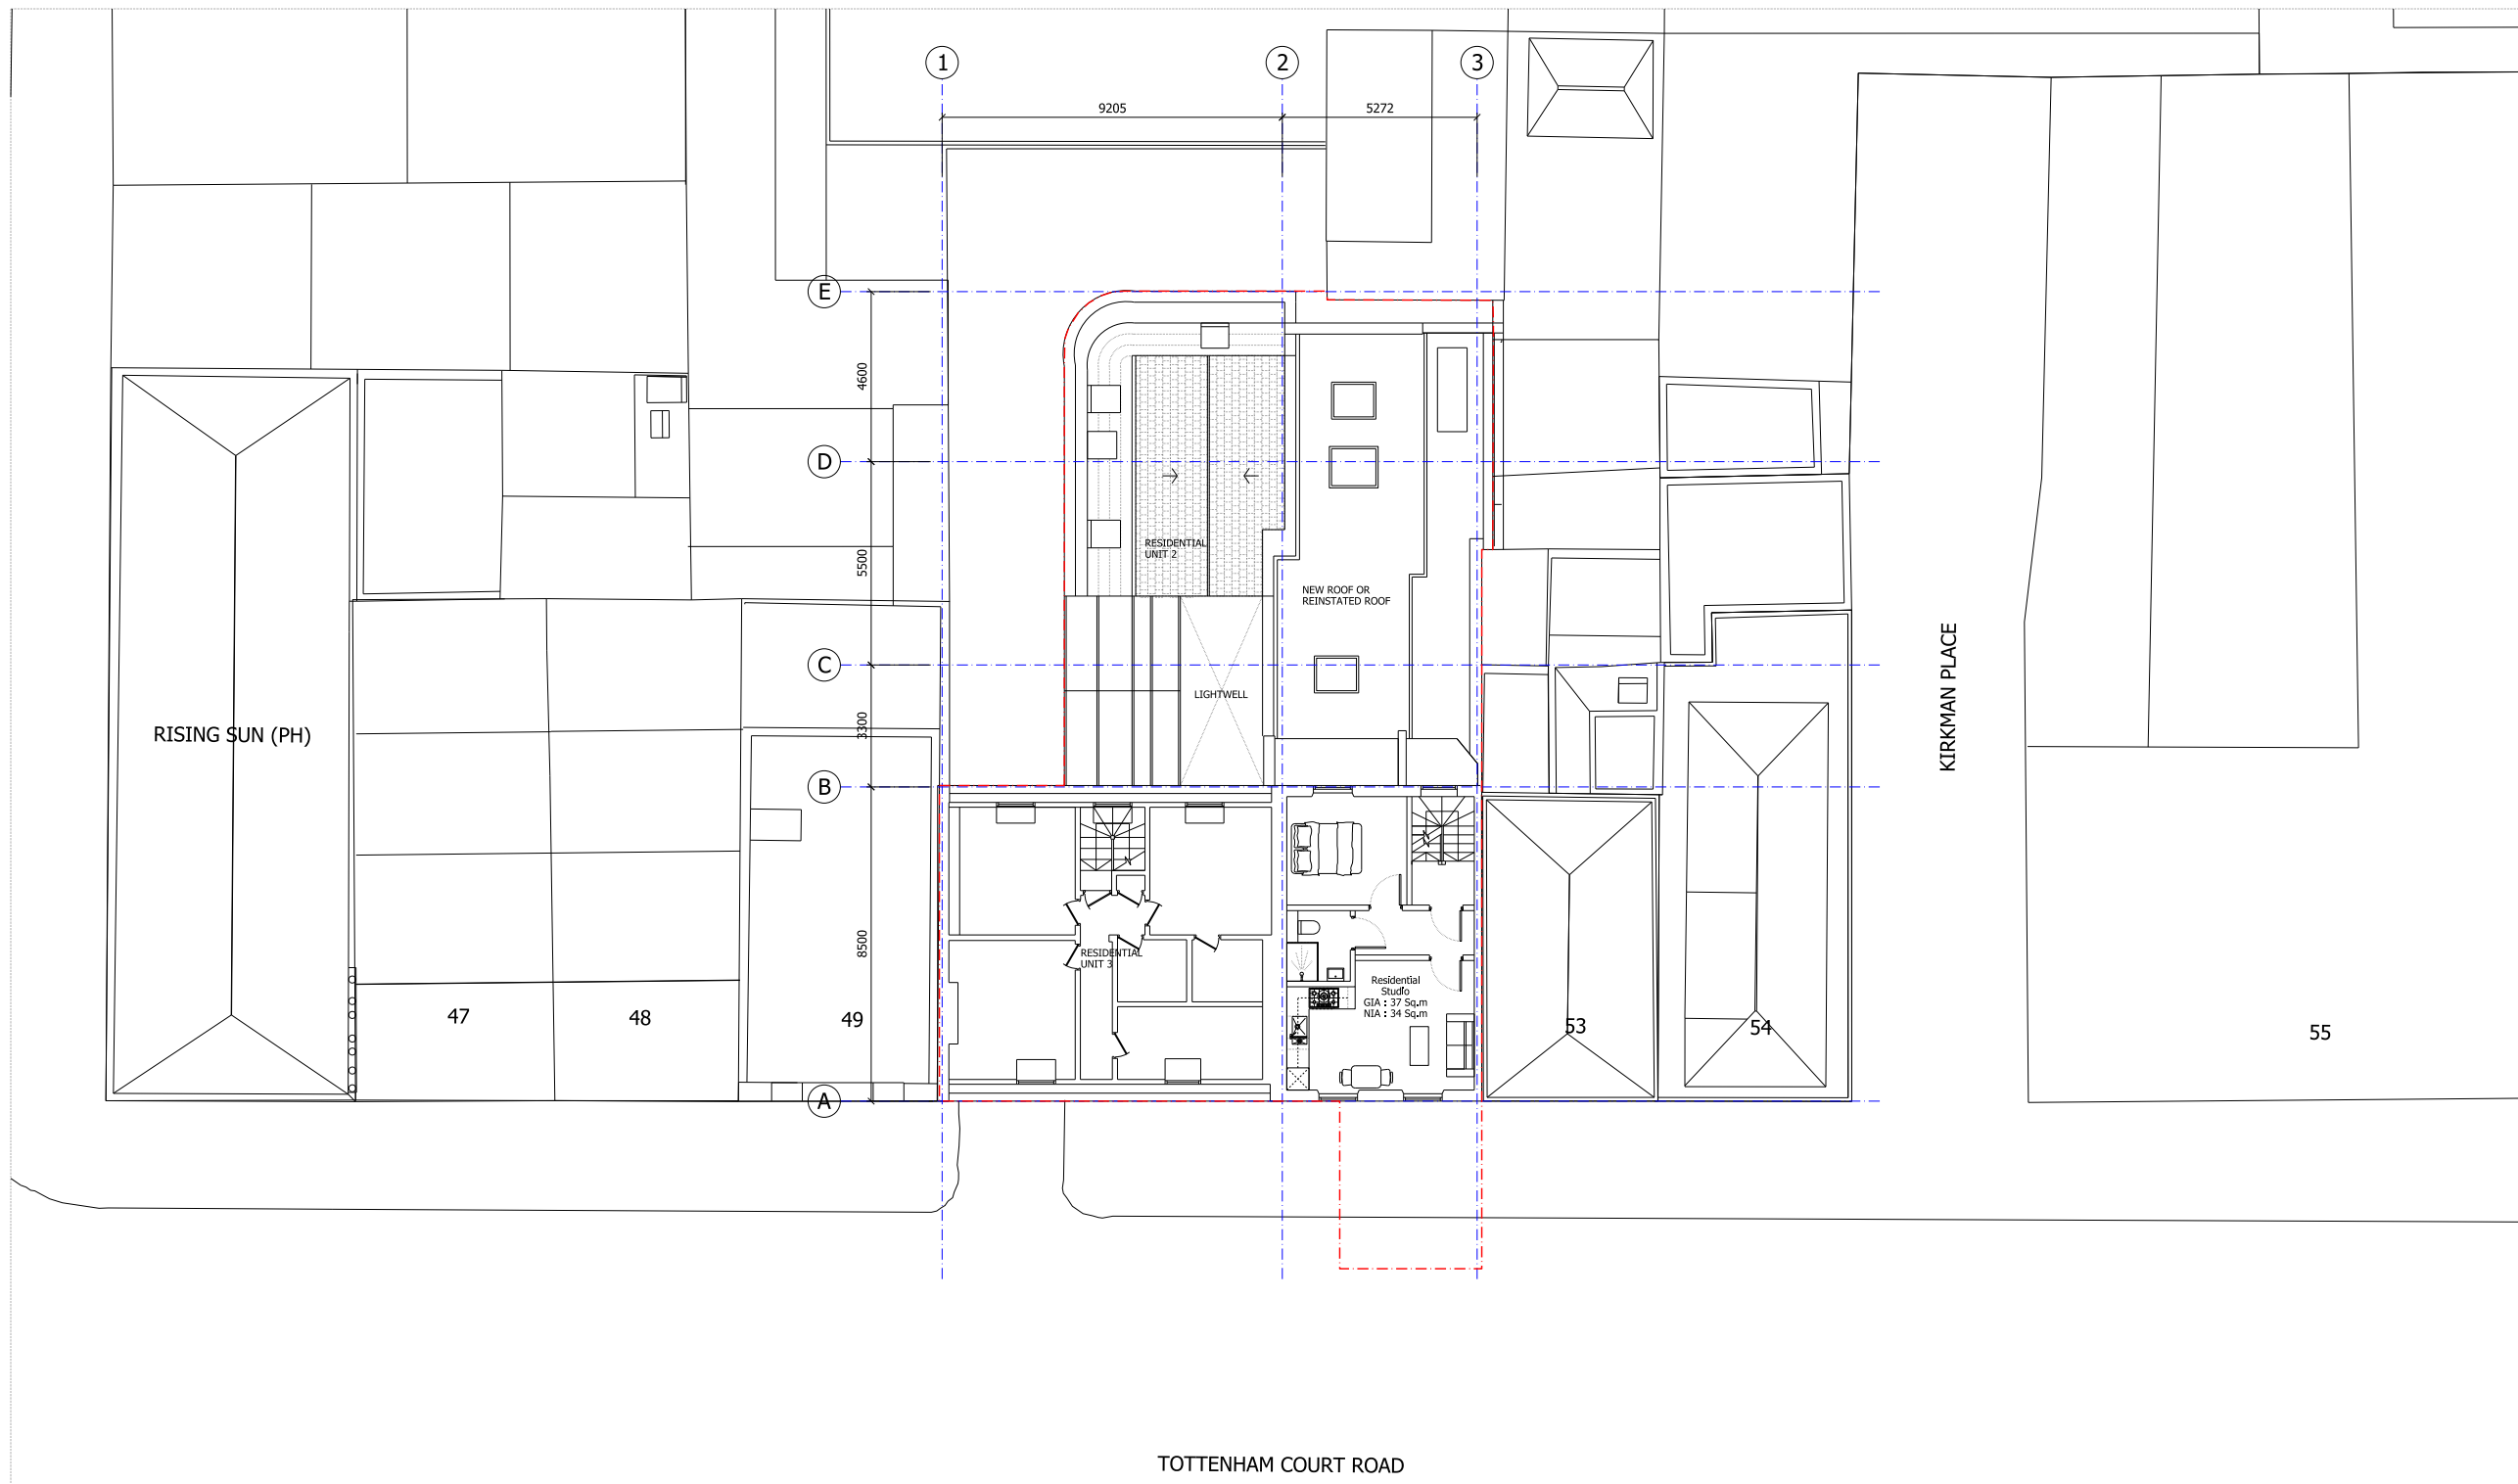 1
2
3
9205
5272
E
4600
D
5500
RESIDENTIAL
UNIT 2
NEW ROOF OR
REINSTATED ROOF
C
LIGHTWELL
3300
RISING SUN (PH)
KIRKMAN PLACE
B
8500
RESIDENTIAL
UNIT 3
Residential
Studio
GIA : 37 Sq.m
NIA : 34 Sq.m
47
48
49
53
54
55
A
TOTTENHAM COURT ROAD